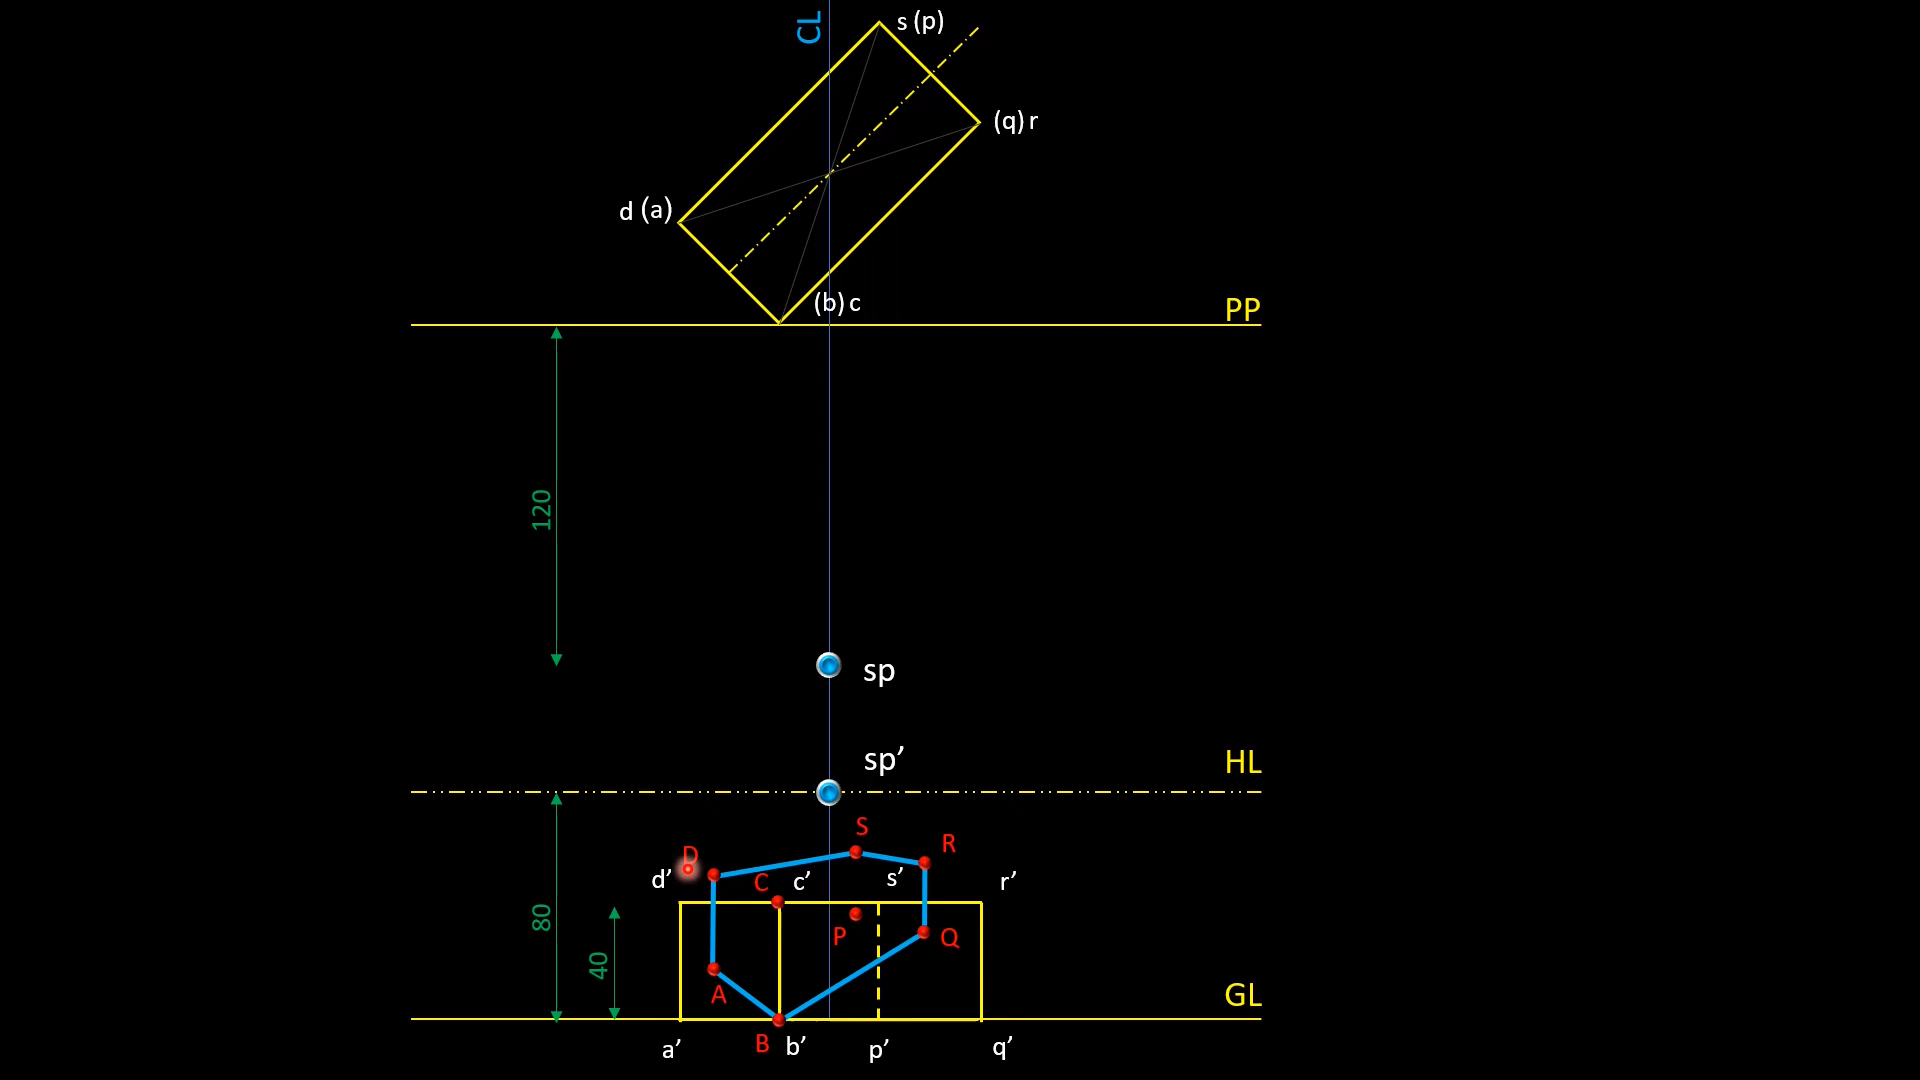 CL
s (p)
(q) r
d (a)
(b) c
PP
120
sp
sp’
HL
S
R
D
d’
C
c’
s’
r’
80
P
Q
40
A
GL
a’
B
b’
p’
q’